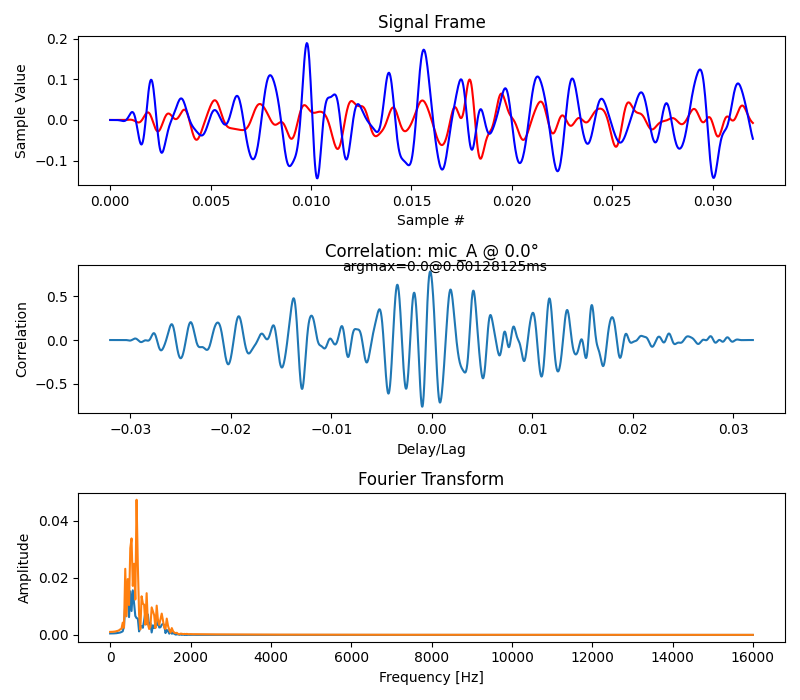 Signal Frame
0.2
0.1
0.0
−0.1
Sample Value
0.000 0.005 0.010 0.015 0.020 0.025 0.030
Sample #
Correlation: mic_A @ 0.0°
argmax=0.0@0.00128125ms
0.5
0.0
−0.5
Correlation
−0.03 −0.02 −0.01 0.00 0.01 0.02 0.03
Delay/Lag
Fourier Transform
0.04
0.02
0.00
Amplitude
0 2000 4000 6000 8000 10000 12000 14000 16000
Frequency [Hz]